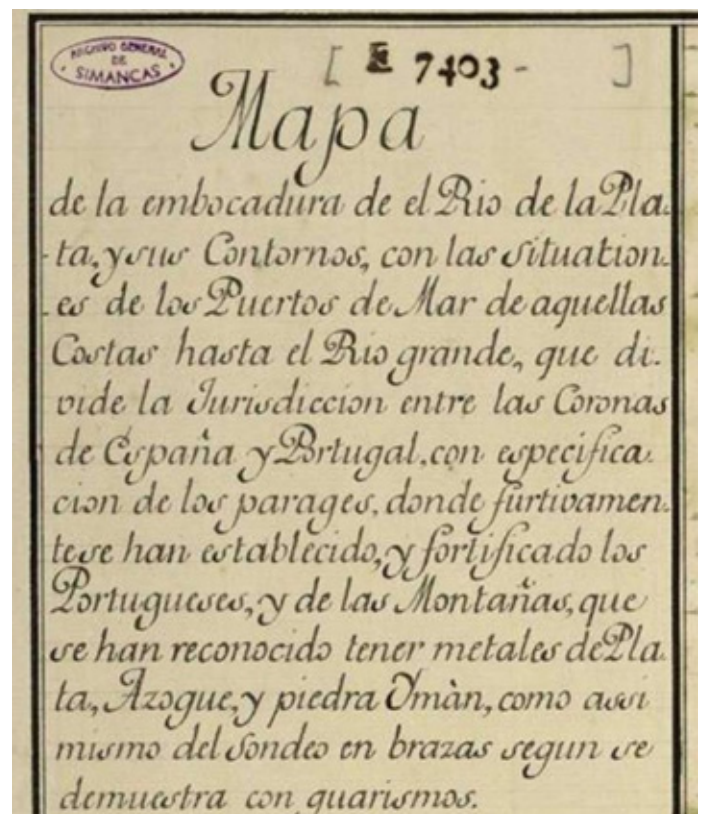 ARCHIVO GENERAL
DE
SIMANCAS
[ E 7403- ]
Mapa
de la embocadura de el Rio de la Pla-
ta, y sus Contornos, con las situation-
es de los Puertos de Mar de aquellas
Costas hasta el Rio grande, que di-
vide la Jurisdiccion entre las Coronas
de España y Portugal, con especifica-
cion de los parages, donde furtivamen-
te se han establecido, y fortificado los
Portugueses, y de las Montañas, que
se han reconocido tener metales de Pla-
ta, Azogue, y piedra Ymàn, como assi
mismo del Sondeo en brazas segun se
demuestra con guarismos.